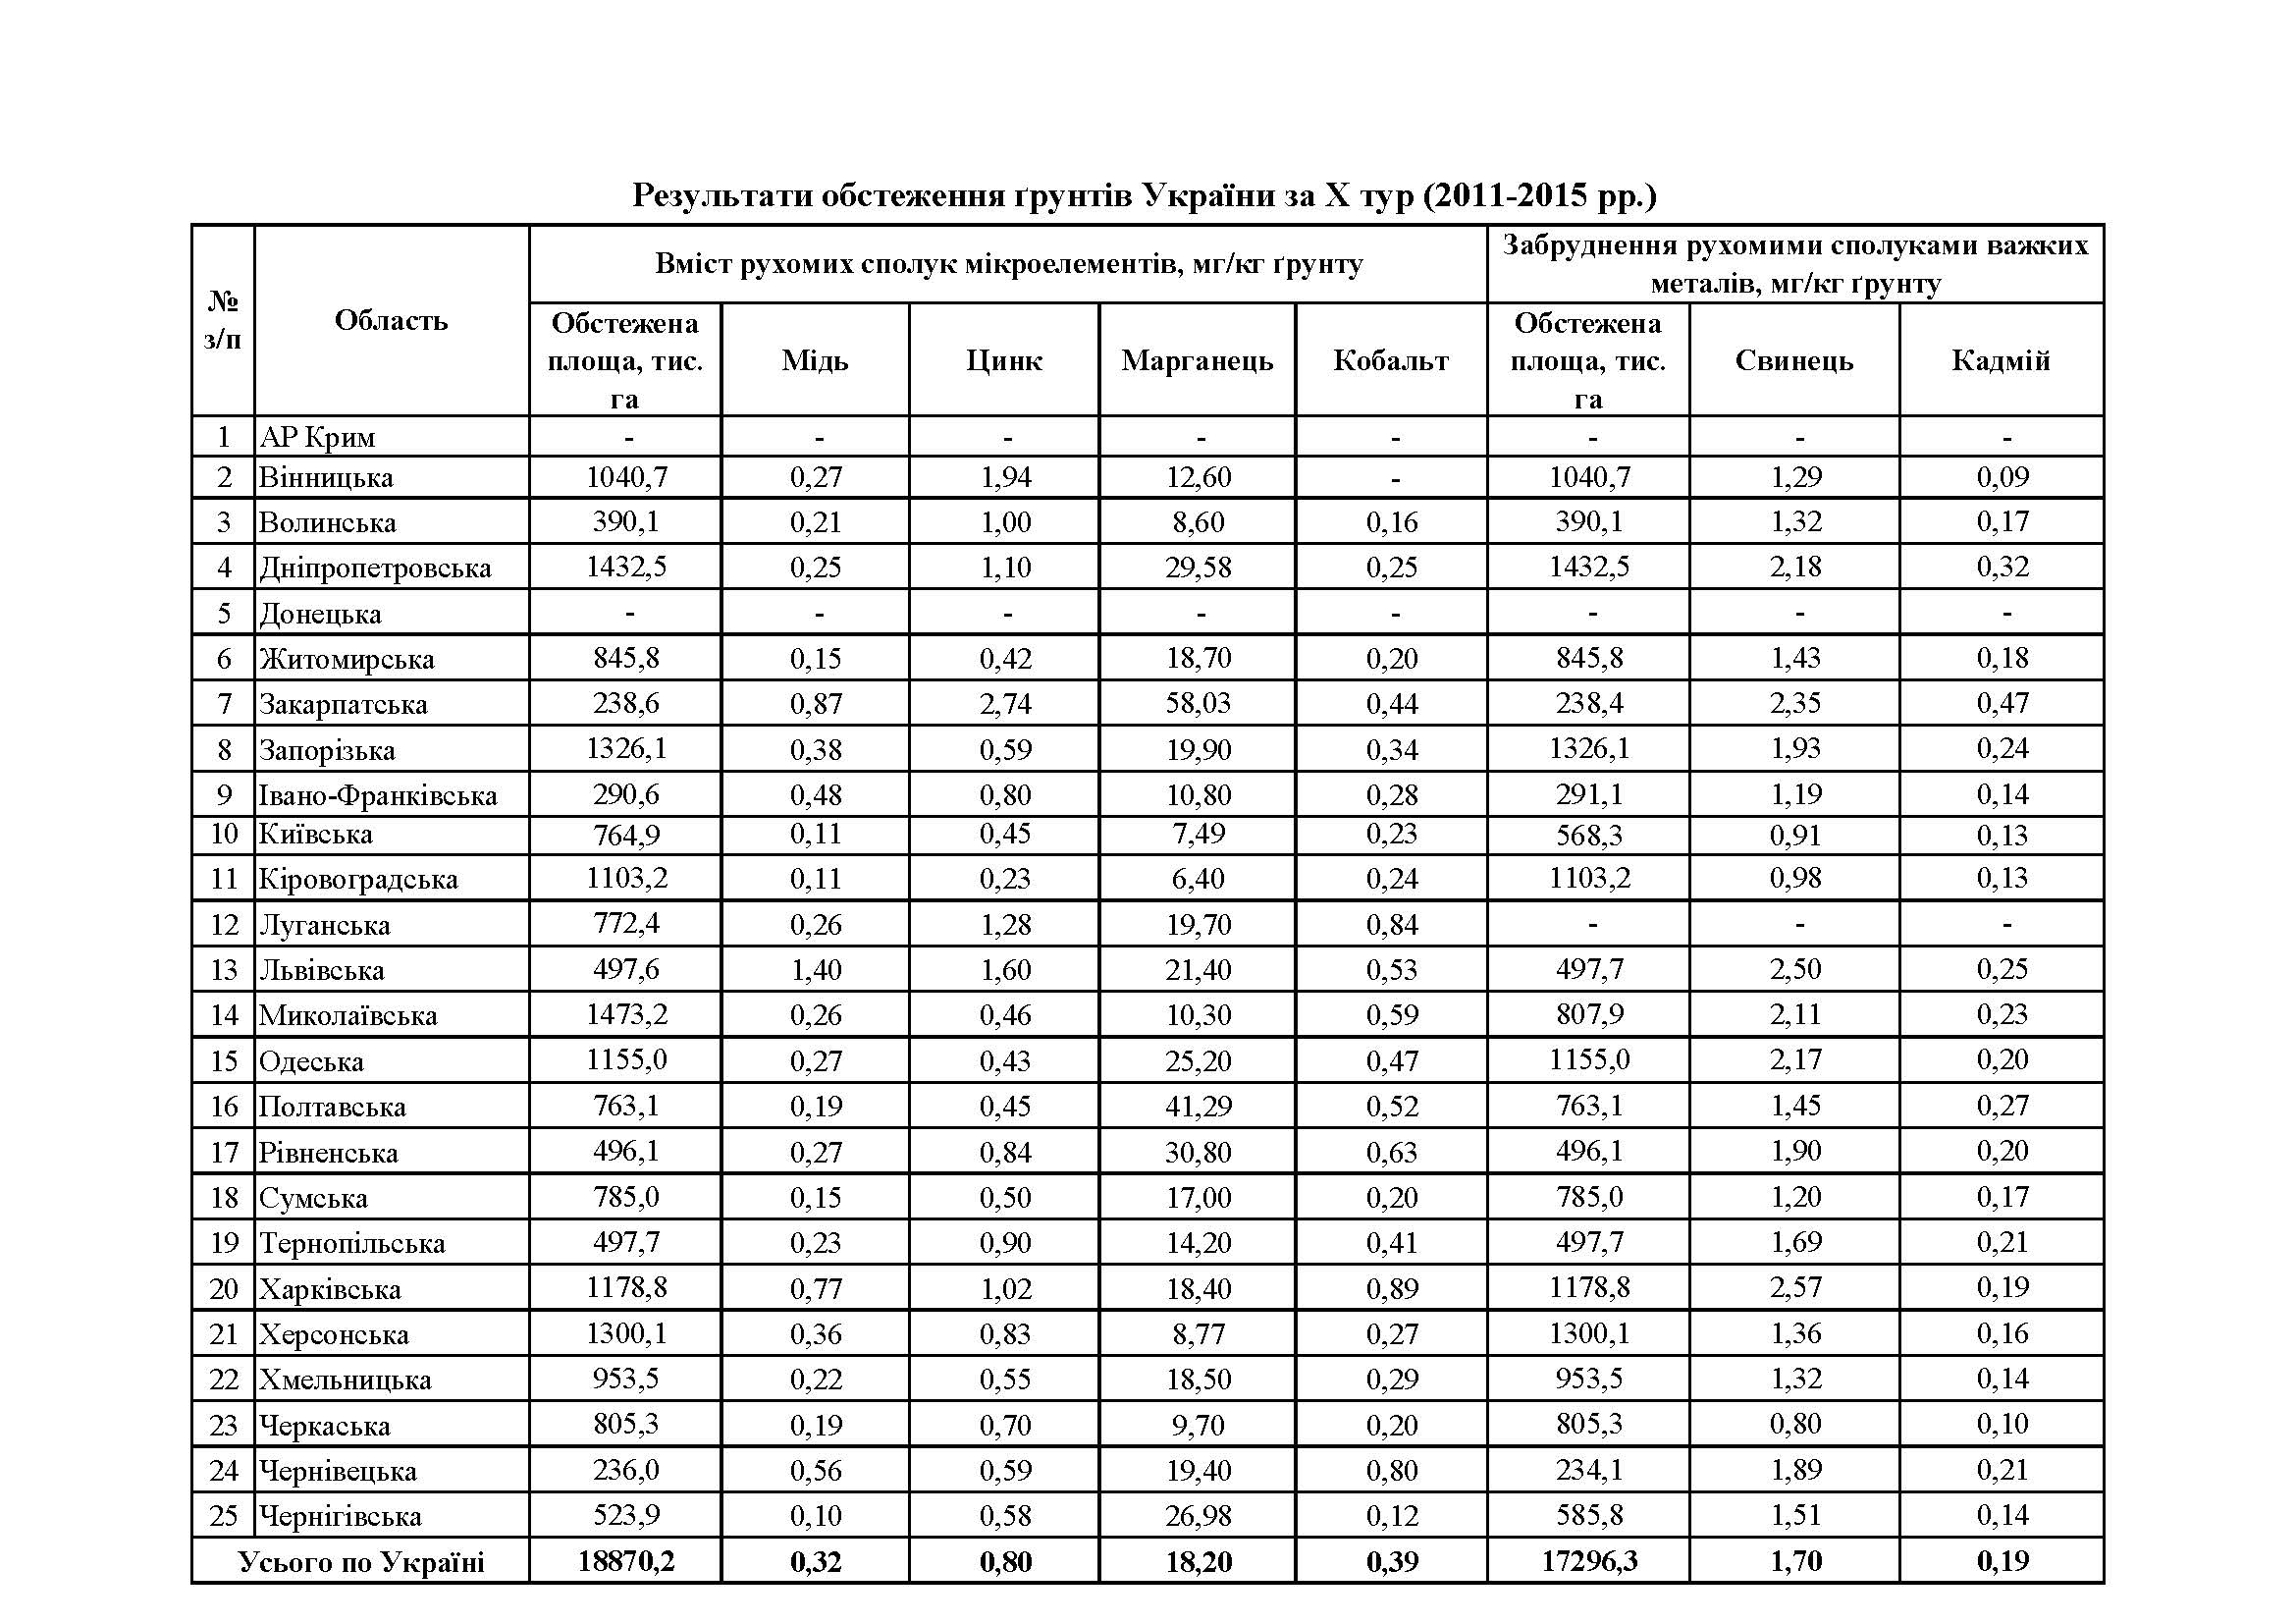 Результати обстеження ґрунтів України за X тур (2011-2015 рр.)
№ з/п Область Вміст рухомих сполук мікроелементів, мг/кг ґрунту Забруднення рухомими сполуками важких металів, мг/кг ґрунту
Обстежена площа, тис. га Мідь Цинк Марганець Кобальт Обстежена площа, тис. га Свинець Кадмій
1 АР Крим - - - - - - - -
2 Вінницька 1040,7 0,27 1,94 12,60 - 1040,7 1,29 0,09
3 Волинська 390,1 0,21 1,00 8,60 0,16 390,1 1,32 0,17
4 Дніпропетровська 1432,5 0,25 1,10 29,58 0,25 1432,5 2,18 0,32
5 Донецька - - - - - - - -
6 Житомирська 845,8 0,15 0,42 18,70 0,20 845,8 1,43 0,18
7 Закарпатська 238,6 0,87 2,74 58,03 0,44 238,4 2,35 0,47
8 Запорізька 1326,1 0,38 0,59 19,90 0,34 1326,1 1,93 0,24
9 Івано-Франківська 290,6 0,48 0,80 10,80 0,28 291,1 1,19 0,14
10 Київська 764,9 0,11 0,45 7,49 0,23 568,3 0,91 0,13
11 Кіровоградська 1103,2 0,11 0,23 6,40 0,24 1103,2 0,98 0,13
12 Луганська 772,4 0,26 1,28 19,70 0,84 - - -
13 Львівська 497,6 1,40 1,60 21,40 0,53 497,7 2,50 0,25
14 Миколаївська 1473,2 0,26 0,46 10,30 0,59 807,9 2,11 0,23
15 Одеська 1155,0 0,27 0,43 25,20 0,47 1155,0 2,17 0,20
16 Полтавська 763,1 0,19 0,45 41,29 0,52 763,1 1,45 0,27
17 Рівненська 496,1 0,27 0,84 30,80 0,63 496,1 1,90 0,20
18 Сумська 785,0 0,15 0,50 17,00 0,20 785,0 1,20 0,17
19 Тернопільська 497,7 0,23 0,90 14,20 0,41 497,7 1,69 0,21
20 Харківська 1178,8 0,77 1,02 18,40 0,89 1178,8 2,57 0,19
21 Херсонська 1300,1 0,36 0,83 8,77 0,27 1300,1 1,36 0,16
22 Хмельницька 953,5 0,22 0,55 18,50 0,29 953,5 1,32 0,14
23 Черкаська 805,3 0,19 0,70 9,70 0,20 805,3 0,80 0,10
24 Чернівецька 236,0 0,56 0,59 19,40 0,80 234,1 1,89 0,21
25 Чернігівська 523,9 0,10 0,58 26,98 0,12 585,8 1,51 0,14
Усього по Україні 18870,2 0,32 0,80 18,20 0,39 17296,3 1,70 0,19